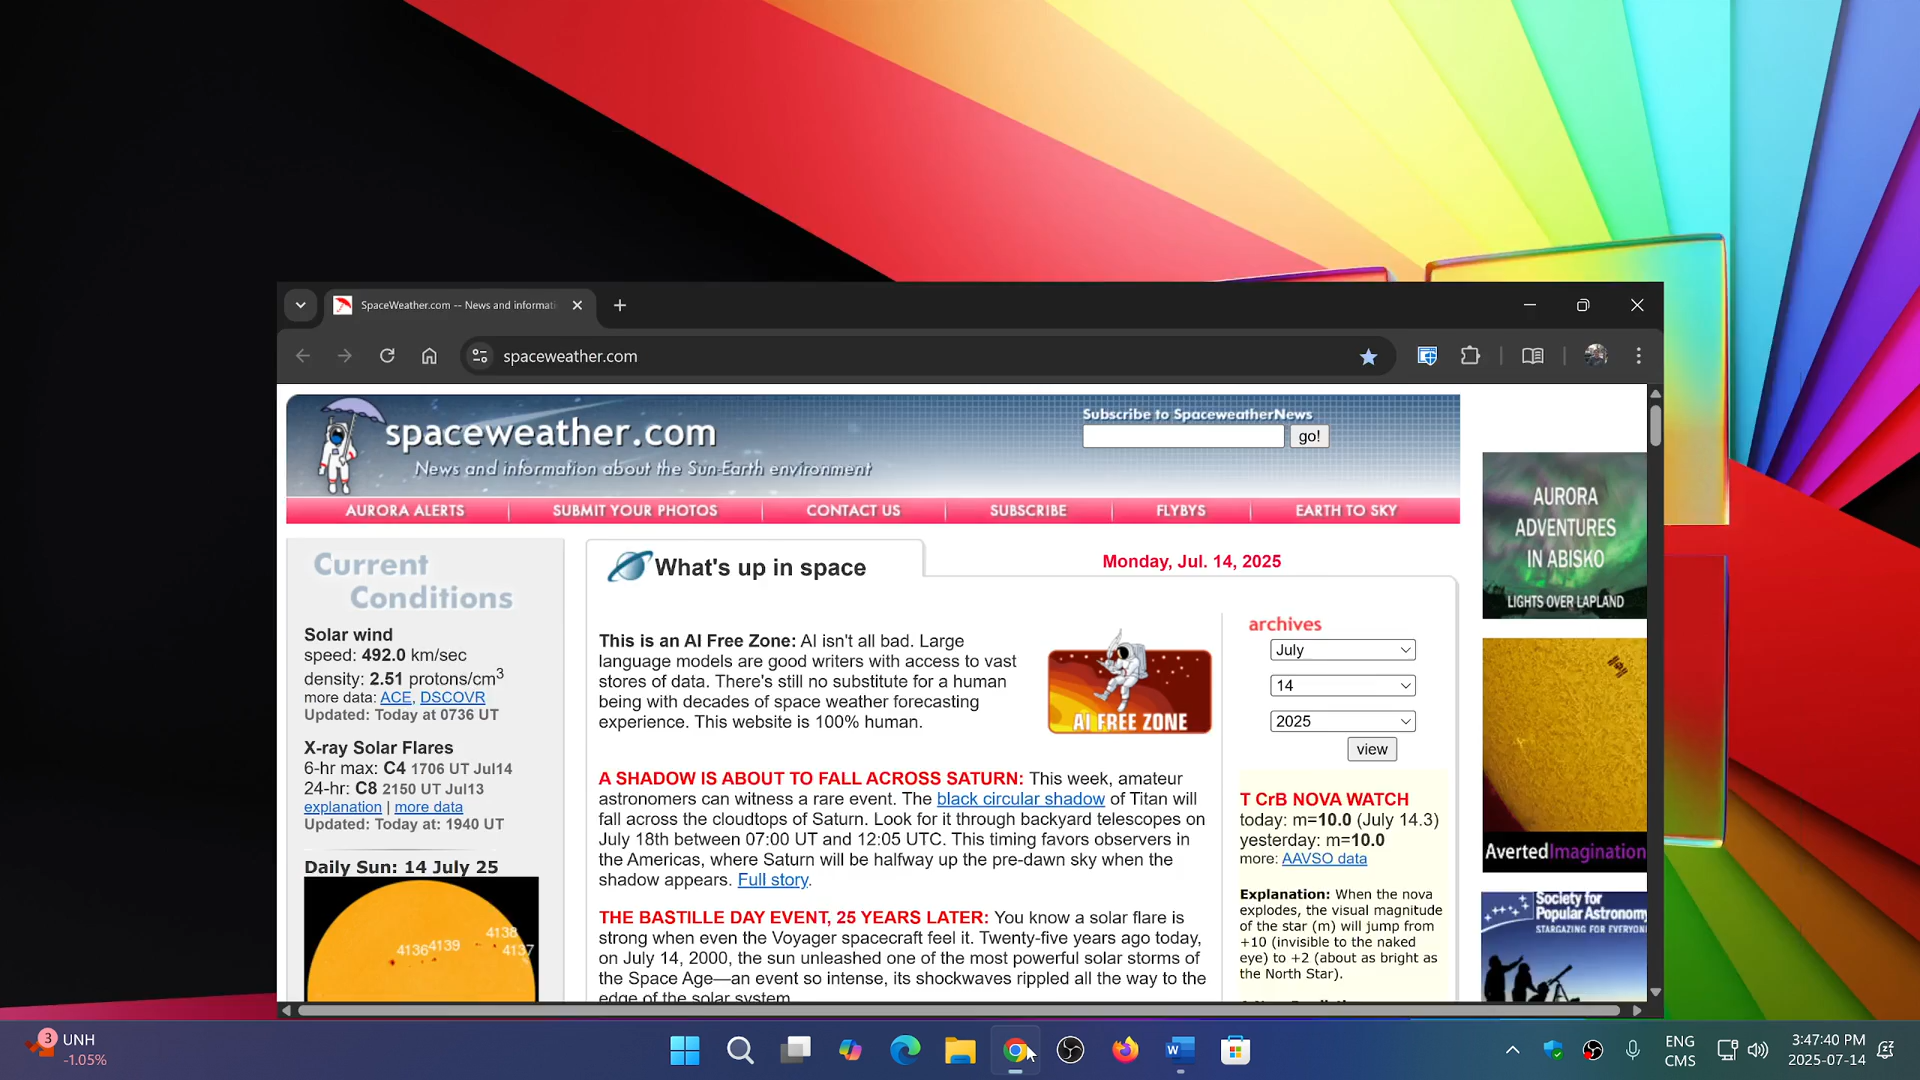 SpaceWeather.com -- News and informati
spaceweather.com
spaceweather.com
News and information about the Sun-Earth environment
Subscribe to SpaceweatherNews
go!
AURORA ALERTS
SUBMIT YOUR PHOTOS
CONTACT US
SUBSCRIBE
FLYBYS
EARTH TO SKY
Current
Conditions
Solar wind
speed: 492.0 km/sec
density: 2.51 protons/cm³
more data: ACE, DSCOVR
Updated: Today at 0736 UT
X-ray Solar Flares
6-hr max: C4 1706 UT Jul14
24-hr: C8 2150 UT Jul13
explanation | more data
Updated: Today at: 1940 UT
Daily Sun: 14 July 25
4136
4139
4138
4137
What's up in space
Monday, Jul. 14, 2025
This is an AI Free Zone: AI isn't all bad. Large
language models are good writers with access to vast
stores of data. There's still no substitute for a human
being with decades of space weather forecasting
experience. This website is 100% human.
AI FREE ZONE
A SHADOW IS ABOUT TO FALL ACROSS SATURN: This week, amateur
astronomers can witness a rare event. The black circular shadow of Titan will
fall across the cloudtops of Saturn. Look for it through backyard telescopes on
July 18th between 07:00 UT and 12:05 UTC. This timing favors observers in
the Americas, where Saturn will be halfway up the pre-dawn sky when the
shadow appears. Full story.
THE BASTILLE DAY EVENT, 25 YEARS LATER: You know a solar flare is
strong when even the Voyager spacecraft feel it. Twenty-five years ago today,
on July 14, 2000, the sun unleashed one of the most powerful solar storms of
the Space Age—an event so intense, its shockwaves rippled all the way to the
edge of the solar system.
archives
July
14
2025
view
T CrB NOVA WATCH
today: m=10.0 (July 14.3)
yesterday: m=10.0
more: AAVSO data
Explanation: When the nova
explodes, the visual magnitude
of the star (m) will jump from
+10 (invisible to the naked
eye) to +2 (about as bright as
the North Star).
AURORA
ADVENTURES
IN ABISKO
LIGHTS OVER LAPLAND
AvertedImagination
Society for
Popular Astronomy
STARGAZING FOR EVERYON
3
UNH
-1.05%
ENG
CMS
3:47:40 PM
2025-07-14